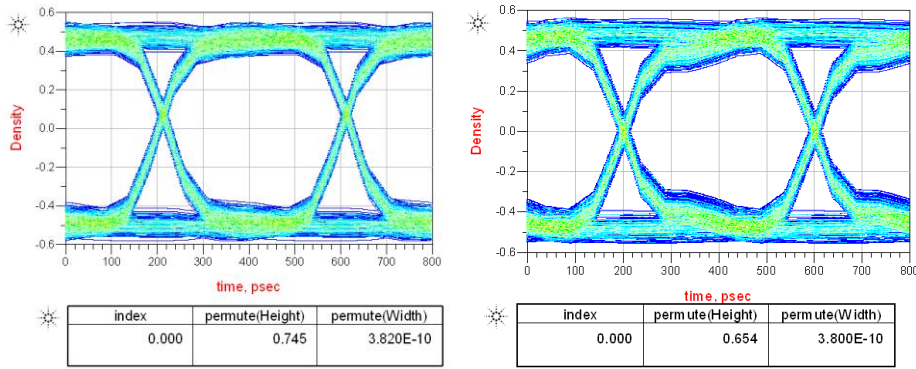 0.6
0.4
0.2
0.0
-0.2
-0.4
-0.6
Density
0 200 300 400 500 600 700 800
time, psec
index permute(Height) permute(Width)
0.000 0.745 3.820E-10
0.6
0.4
0.2
-0.0
-0.2
-0.4
-0.6
Density
0 100 200 300 400 500 600 700 800
time, psec
index permute(Height) permute(Width)
0.000 0.654 3.800E-10